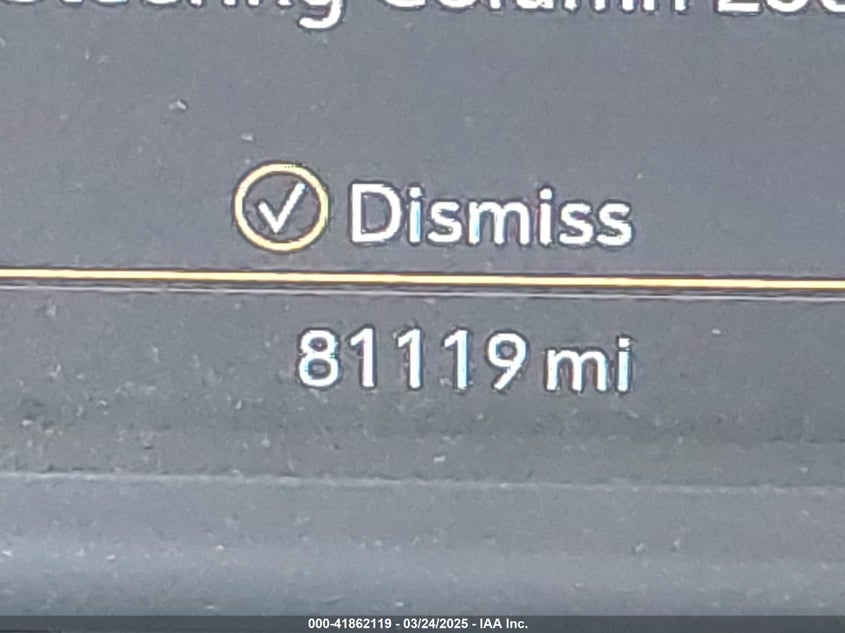 Dismiss
81119 mi
000-41862119 - 03/24/2025 - IAA Inc.